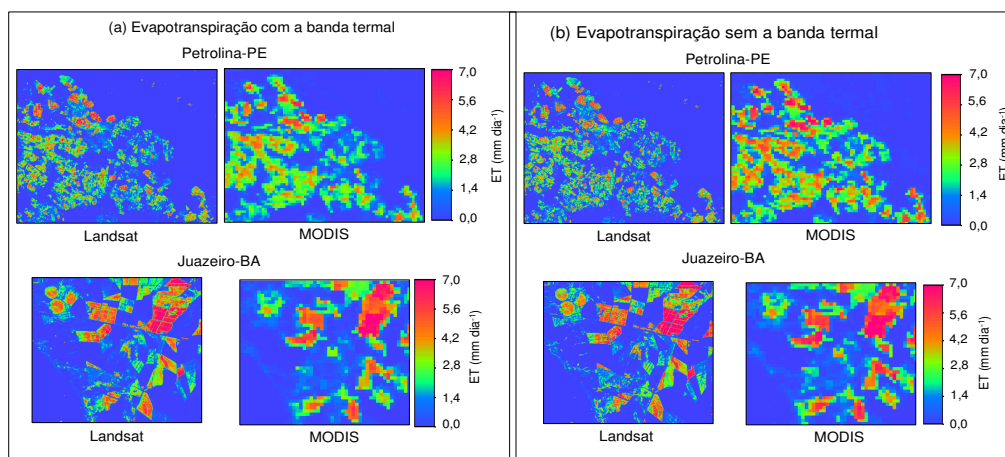 (a) Evapotranspiração com a banda termal
Petrolina-PE
7,0
5,6
4,2
2,8
1,4
0,0
ET (mm dia-1)
Landsat
MODIS
Juazeiro-BA
7,0
5,6
4,2
2,8
1,4
0,0
ET (mm dia-1)
Landsat
MODIS
(b) Evapotranspiração sem a banda termal
Petrolina-PE
7,0
5,6
4,2
2,8
1,4
0,0
ET (mm dia-1)
Landsat
MODIS
Juazeiro-BA
7,0
5,6
4,2
2,8
1,4
0,0
ET (mm dia-1)
Landsat
MODIS